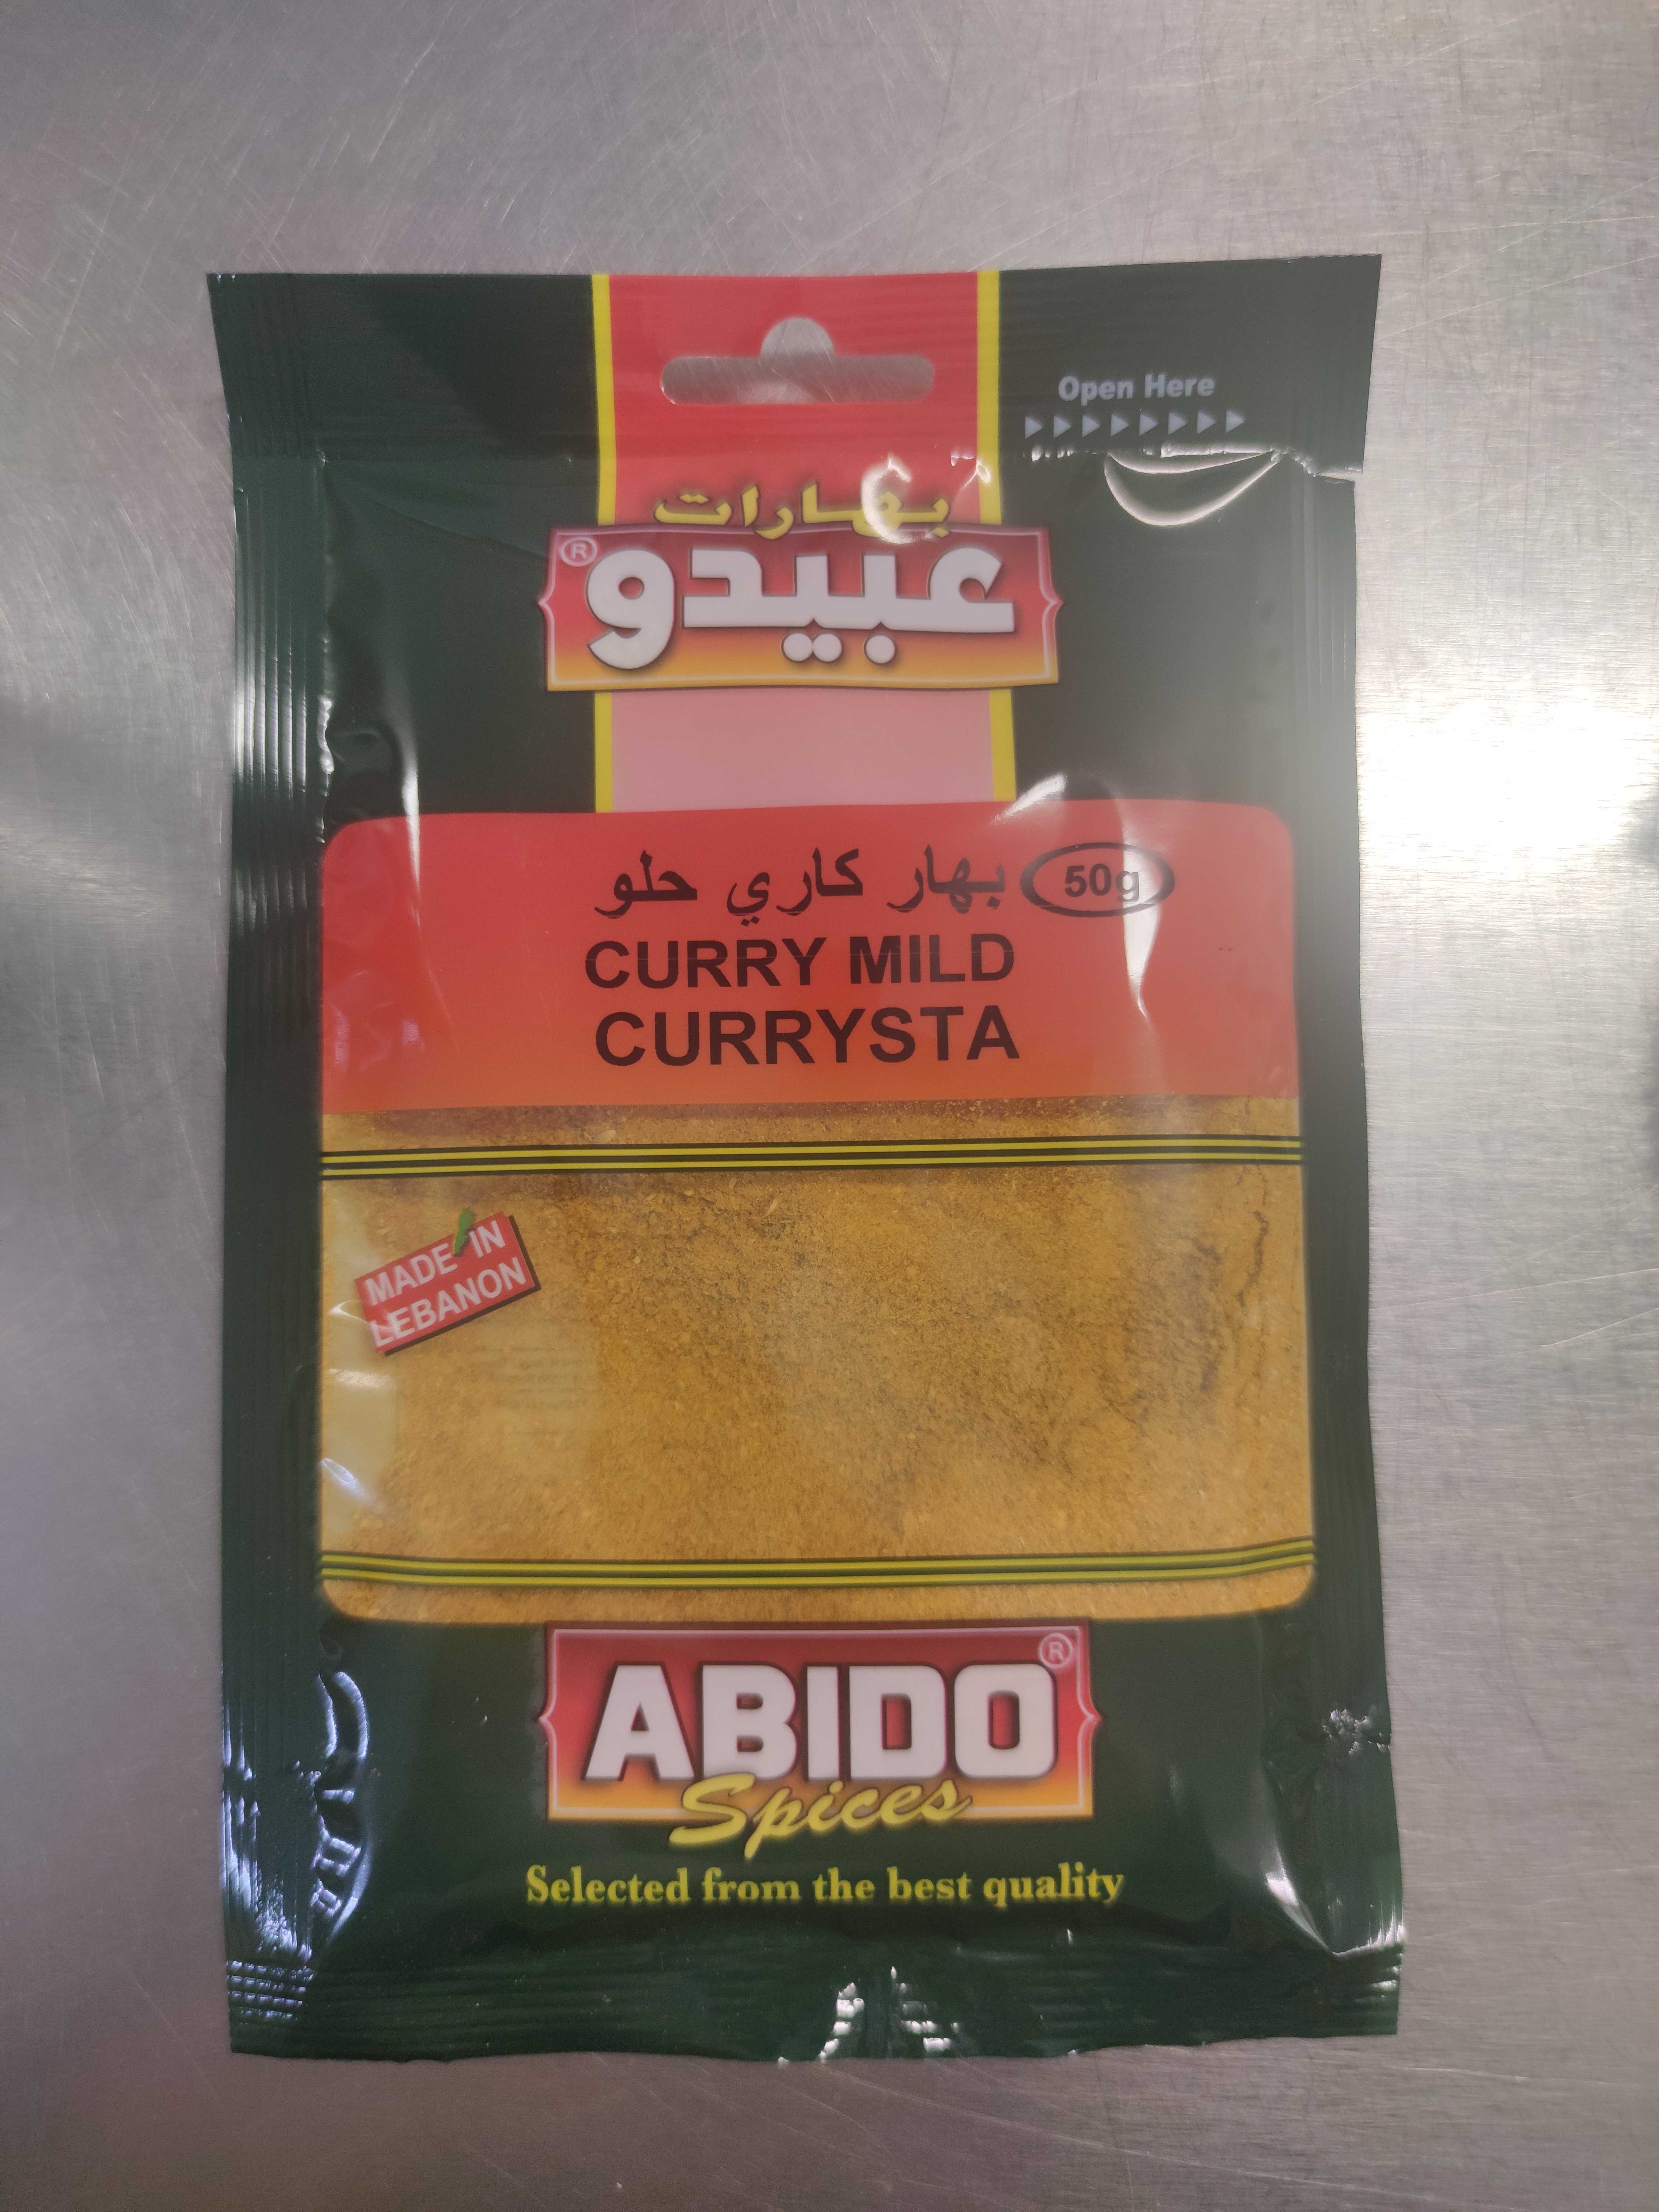 Open Here
بهارات
عبيدو
®
بهار كاري حلو
50g
CURRY MILD
CURRYSTA
MADE IN
LEBANON
ABIDO
®
Spices
Selected from the best quality